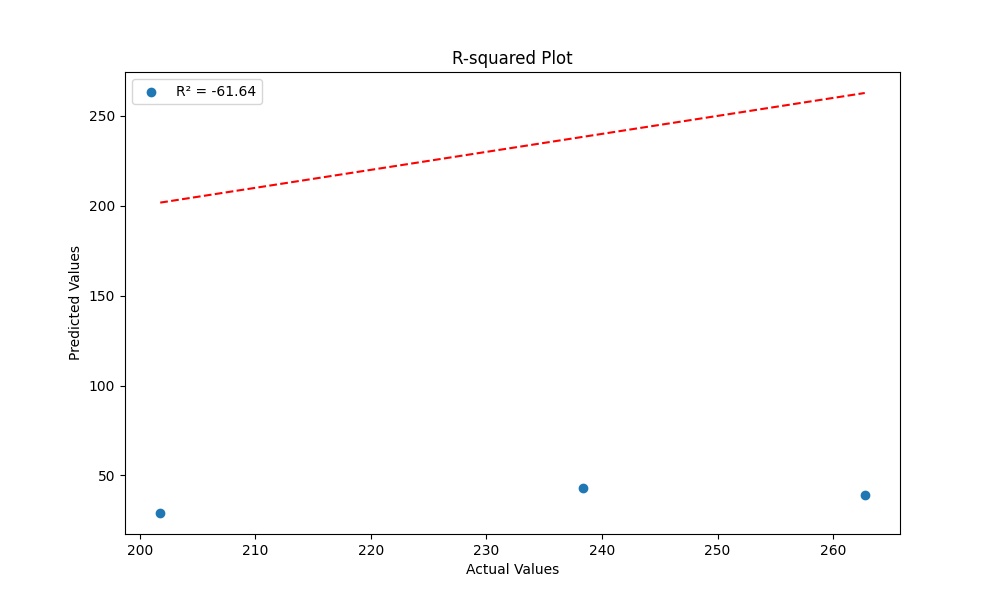 R-squared Plot
R² = -61.64
250
200
150
100
50
Predicted Values
200 210 220 230 240 250 260
Actual Values